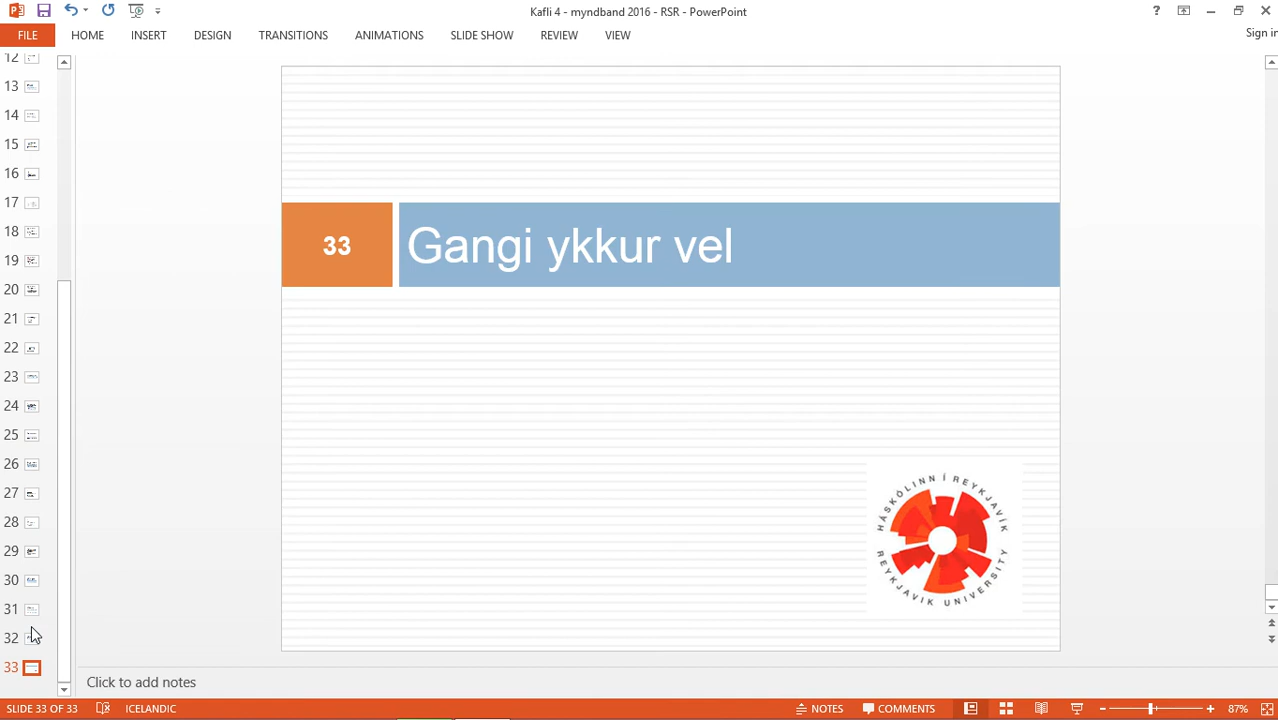 Kafli 4 - myndband 2016 - RSR - PowerPoint
?
FILE HOME INSERT DESIGN TRANSITIONS ANIMATIONS SLIDE SHOW REVIEW VIEW
Sign in
12
13
14
15
16
17
18
19
20
21
22
23
24
25
26
27
28
29
30
31
32
33
33 Gangi ykkur vel
HÁSKÓLINN Í REYKJAVÍK
REYKJAVIK UNIVERSITY
Click to add notes
SLIDE 33 OF 33 ICELANDIC NOTES COMMENTS 87%